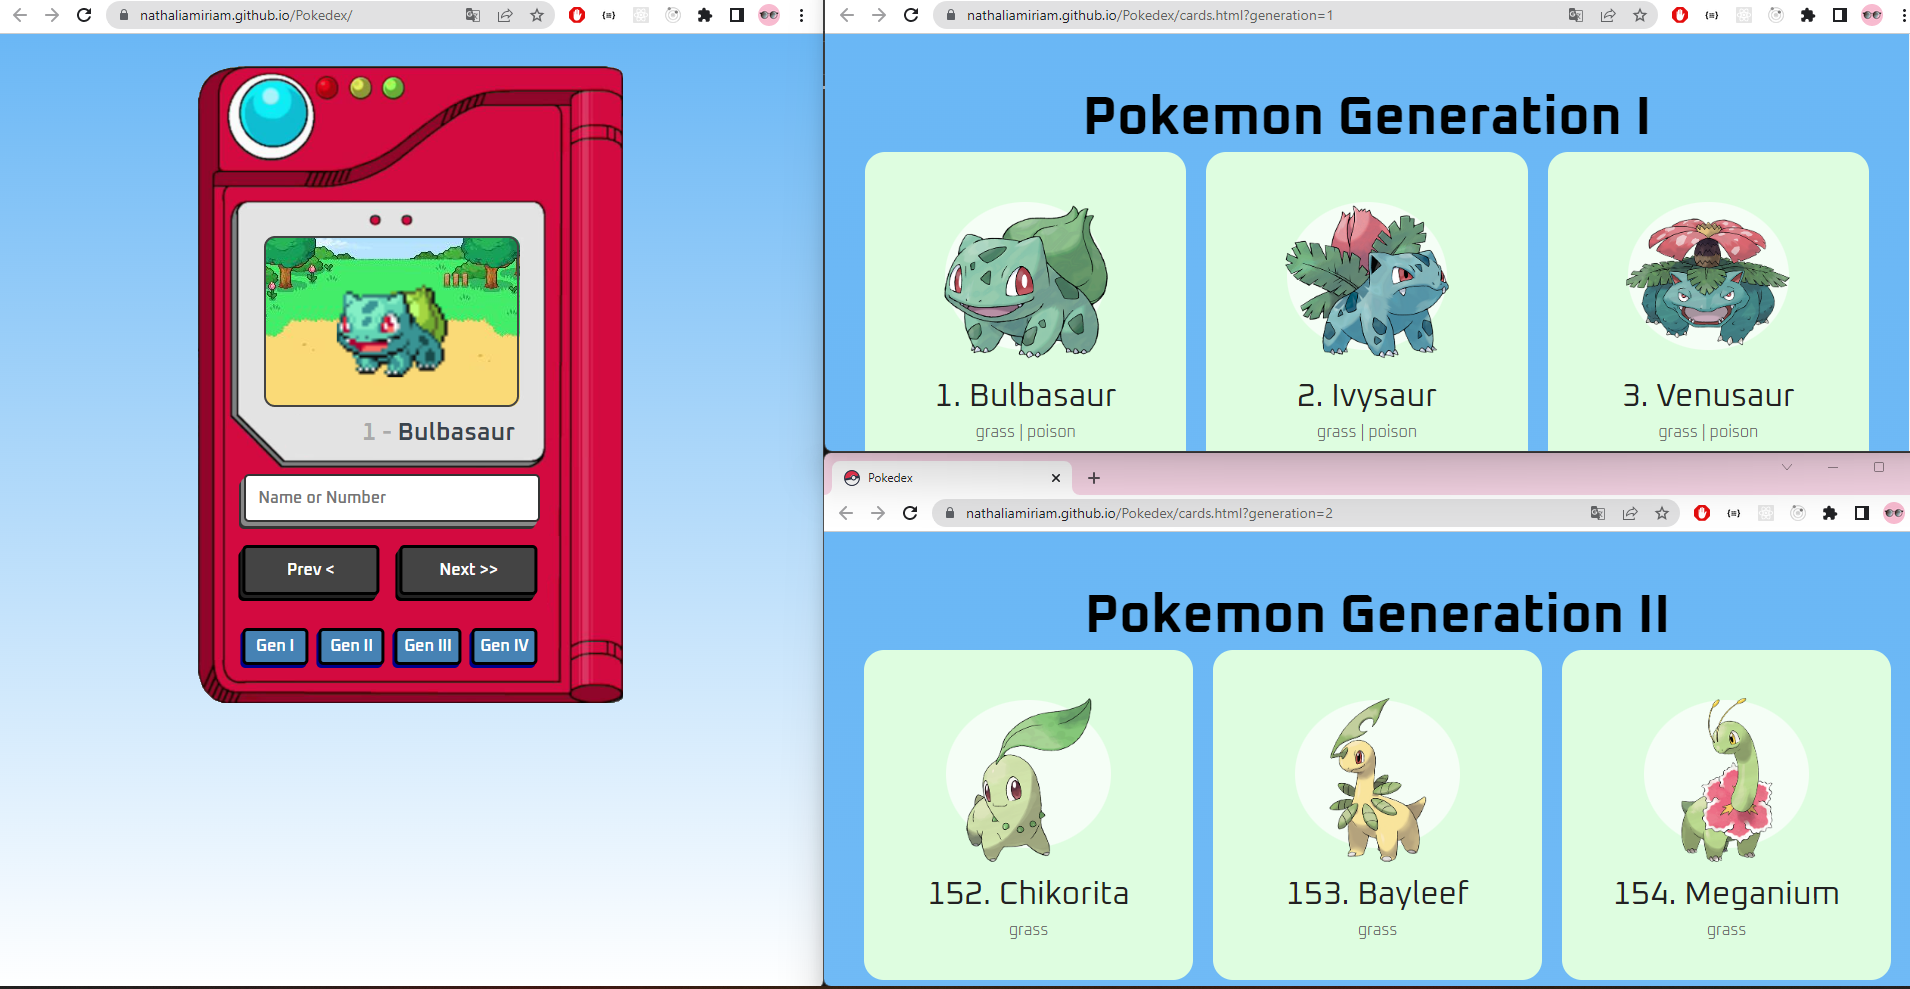 nathaliamiriam.github.io/Pokedex/
1 - Bulbasaur
Name or Number
Prev <
Next >>
Gen I
Gen II
Gen III
Gen IV
nathaliamiriam.github.io/Pokedex/cards.html?generation=1
Pokemon Generation I
1. Bulbasaur
grass | poison
2. Ivysaur
grass | poison
3. Venusaur
grass | poison
Pokedex
nathaliamiriam.github.io/Pokedex/cards.html?generation=2
Pokemon Generation II
152. Chikorita
grass
153. Bayleef
grass
154. Meganium
grass